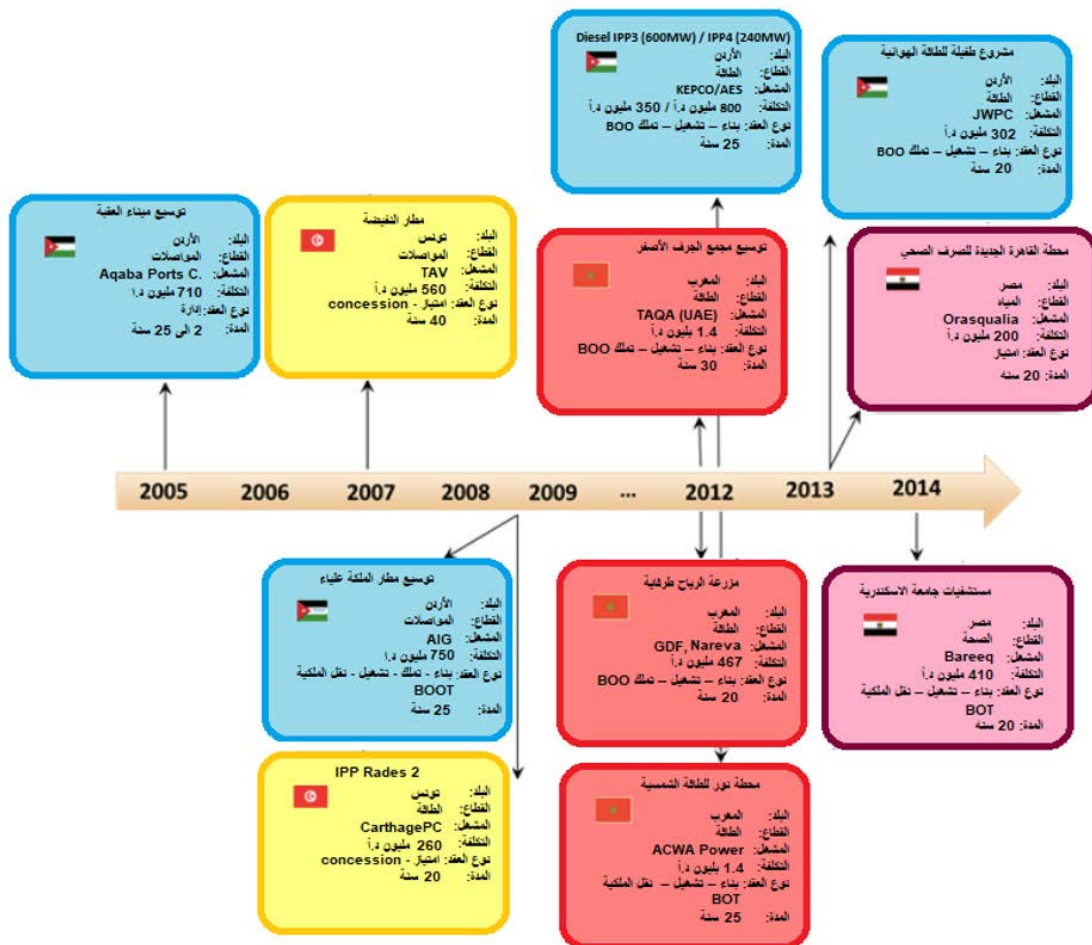 Diesel IPP3 (600MW) / IPP4 (240MW)
البلد: الأردن
القطاع: الطاقة
المشغل: KEPCO/AES
التكلفة: 800 مليون د.أ / 350 مليون د.أ
نوع العقد: بناء – تشغيل – تملك BOO
المدة: 25 سنة
مشروع طفيلة للطاقة الهوائية
البلد: الأردن
القطاع: الطاقة
المشغل: JWPC
التكلفة: 302 مليون د.أ
نوع العقد: بناء – تشغيل – تملك BOO
المدة: 20 سنة
توسيع ميناء العقبة
البلد: الأردن
القطاع: المواصلات
المشغل: Aqaba Ports C.
التكلفة: 710 مليون د.ا
نوع العقد: إدارة
المدة: 2 الى 25 سنة
مطار النفيضة
البلد: تونس
القطاع: المواصلات
المشغل: TAV
التكلفة: 560 مليون د.أ
نوع العقد: امتياز - concession
المدة: 40 سنة
توسيع مجمع الجرف الأصفر
البلد: المغرب
القطاع: الطاقة
المشغل: TAQA (UAE)
التكلفة: 1.4 بليون د.أ
نوع العقد: بناء – تشغيل – تملك BOO
المدة: 30 سنة
محطة القاهرة الجديدة للصرف الصحي
البلد: مصر
القطاع: المياه
المشغل: Orasqualia
التكلفة: 200 مليون د.أ
نوع العقد: امتياز
المدة: 20 سنه
2005 2006 2007 2008 2009 ... 2012 2013 2014
توسيع مطار الملكة علياء
البلد: الأردن
القطاع: المواصلات
المشغل: AIG
التكلفة: 750 مليون د.ا
نوع العقد: بناء - تملك - تشغيل - نقل الملكية
BOOT
المدة: 25 سنة
مزرعة الرياح طرفاية
البلد: المغرب
القطاع: الطاقة
المشغل: GDF, Nareva
التكلفة: 467 مليون د.أ
نوع العقد: بناء – تشغيل – تملك BOO
المدة: 20 سنة
مستشفيات جامعة الاسكندرية
البلد: مصر
القطاع: الصحة
المشغل: Bareeq
التكلفة: 410 مليون د.أ
نوع العقد: بناء – تشغيل – نقل الملكية
BOT
المدة: 20 سنه
IPP Rades 2
البلد: تونس
القطاع: الطاقة
المشغل: CarthagePC
التكلفة: 260 مليون د.أ
نوع العقد: امتياز - concession
المدة: 20 سنة
محطة نور للطاقة الشمسية
البلد: المغرب
القطاع: الطاقة
المشغل: ACWA Power
التكلفة: 1.4 بليون د.أ
نوع العقد: بناء – تشغيل – نقل الملكية
BOT
المدة: 25 سنة